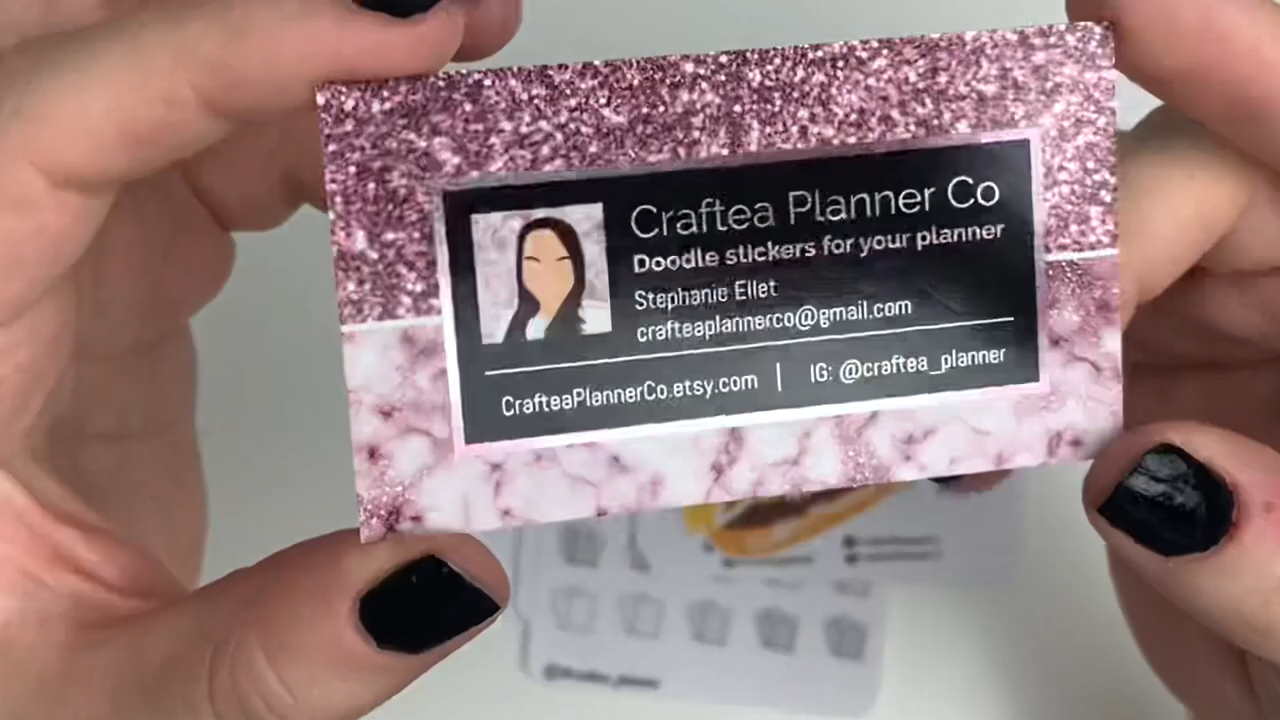 Craftea Planner Co
Doodle stickers for your planner
Stephanie Ellet
crafteaplannerco@gmail.com
CrafteaPlannerCo.etsy.com | IG: @craftea_planner